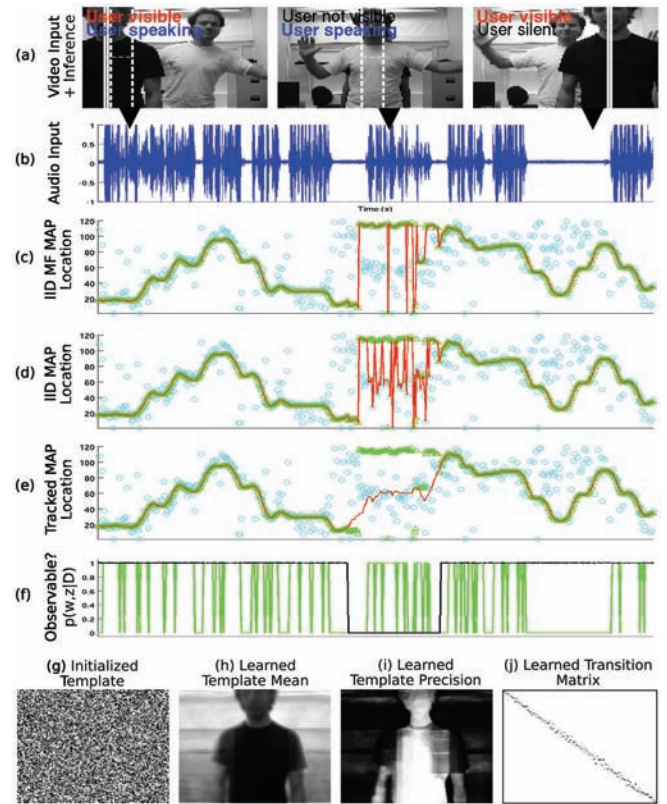 User visible
User speaking
User not visible
User speaking
User visible
User silent
(a)
Video Input
+ Inference
(b)
Audio Input
1
0.5
0
-0.5
-1
Time (s)
(c)
IID MF MAP
Location
120
100
80
60
40
20
(d)
IID MAP
Location
120
100
80
60
40
20
(e)
Tracked MAP
Location
120
100
80
60
40
20
(f)
Observable?
p(w,z|D)
1
0.8
0.6
0.4
0.2
0
(g) Initialized
Template
(h) Learned
Template Mean
(i) Learned
Template Precision
(j) Learned Transition
Matrix